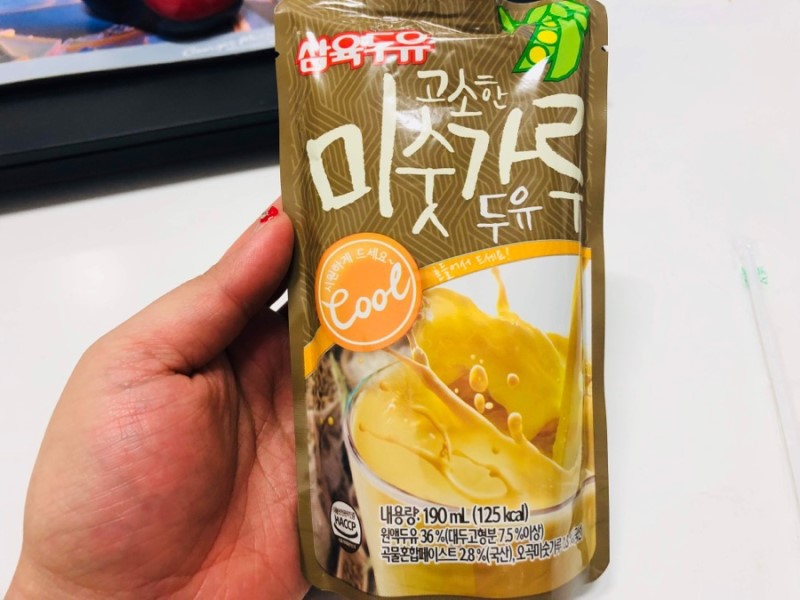 삼육두유
고소한
미숫가루
두유
시원하게 드세요~
Cool
흔들어서 드세요!
HACCP
내용량: 190 mL (125 kcal)
원액두유 36 % (대두고형분 7.5 %이상)
곡물혼합페이스트 2.8 % (국산), 오곡미숫가루